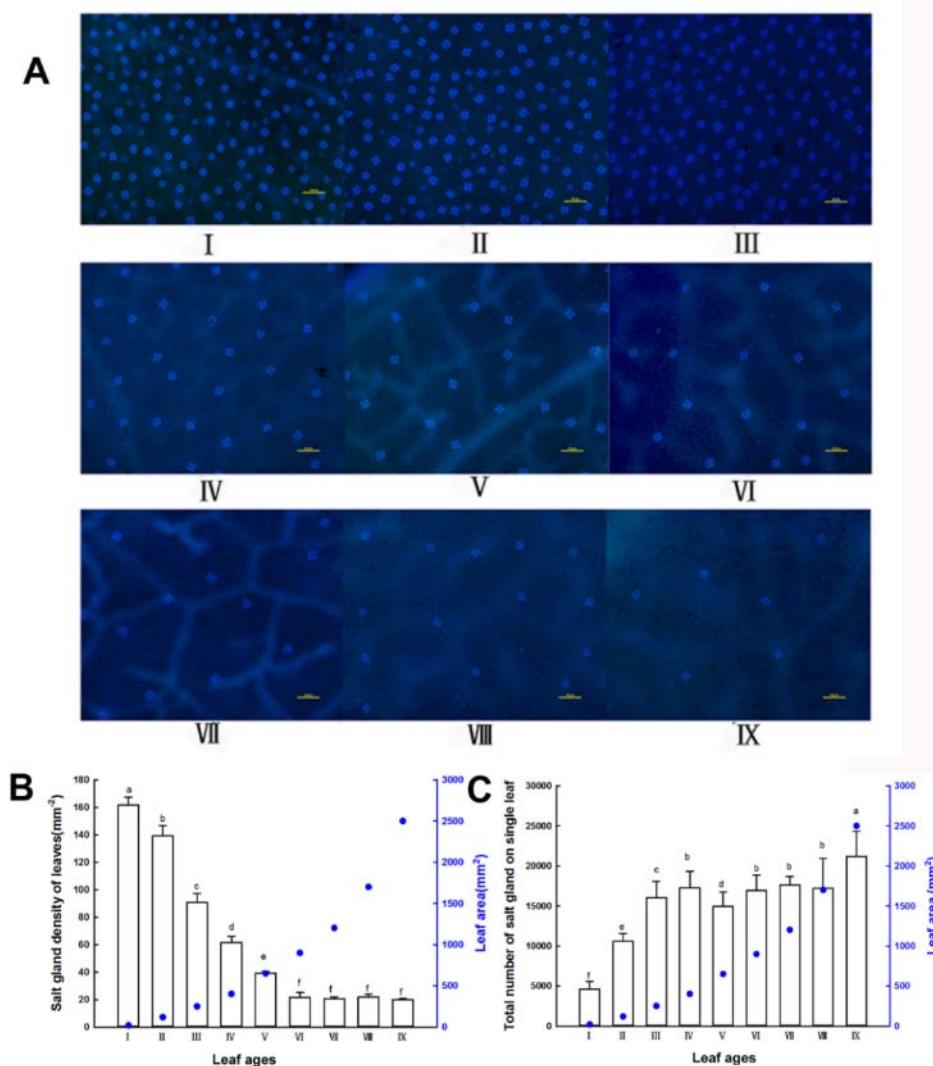 A
I
II
III
IV
V
VI
VII
VIII
IX
B
Salt gland density of leaves(mm-2)
180
160
140
120
100
80
60
40
20
0
a
b
c
d
e
f
f
f
f
3000
2500
2000
1500
1000
500
0
Leaf area(mm2)
I II III IV V VI VII VIII IX
Leaf ages
C
Total number of salt gland on single leaf
30000
25000
20000
15000
10000
5000
0
f
e
c
b
d
b
b
b
a
3000
2500
2000
1500
1000
500
0
Leaf area (mm2)
I II III IV V VI VII VIII IX
Leaf ages